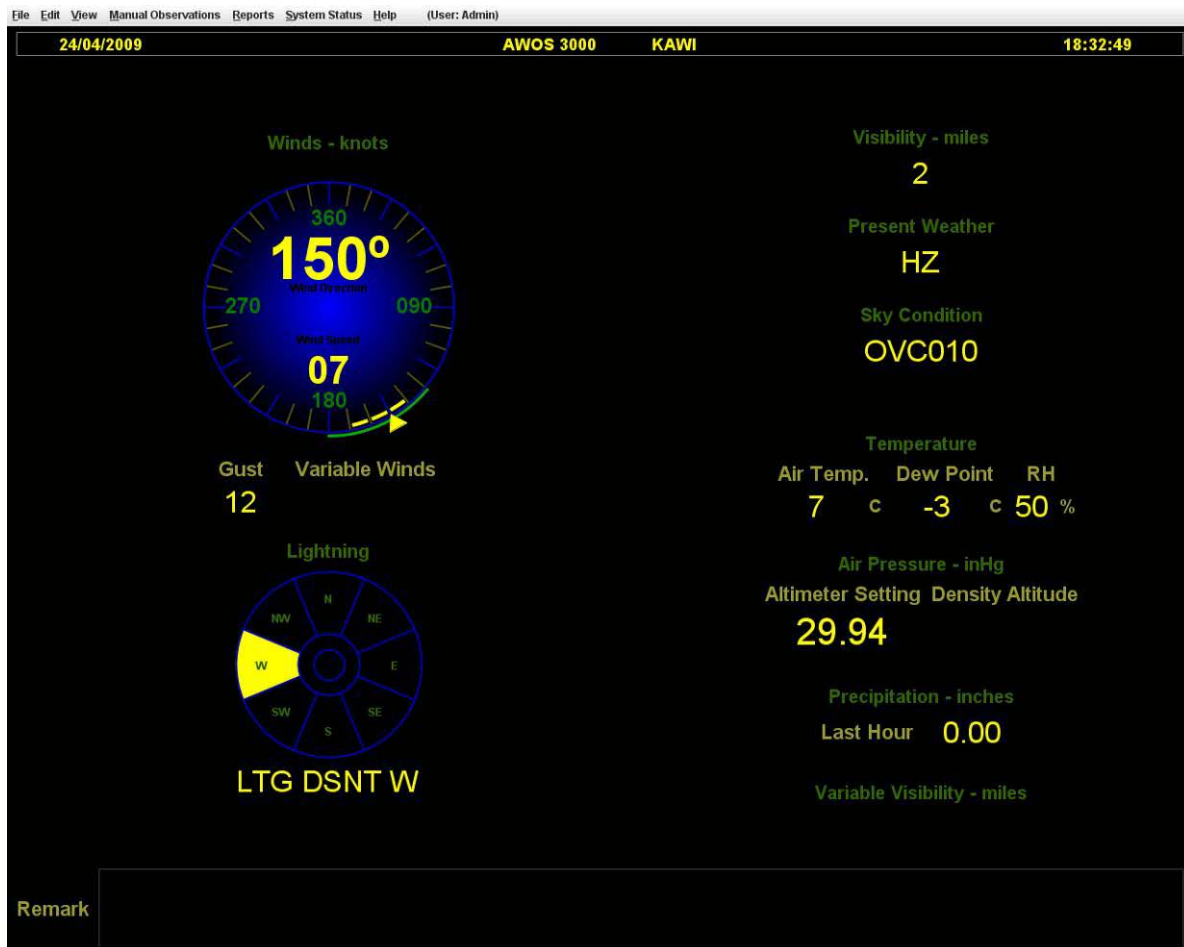 File Edit View Manual Observations Reports System Status Help (User: Admin)
24/04/2009 AWOS 3000 KAWI 18:32:49
Winds - knots
360
150º
Wind Direction
270 090
Wind Speed
07
180
Gust Variable Winds
12
Lightning
N
NW NE
W E
SW SE
S
LTG DSNT W
Visibility - miles
2
Present Weather
HZ
Sky Condition
OVC010
Temperature
Air Temp. Dew Point RH
7 C -3 C 50 %
Air Pressure - inHg
Altimeter Setting Density Altitude
29.94
Precipitation - inches
Last Hour 0.00
Variable Visibility - miles
Remark